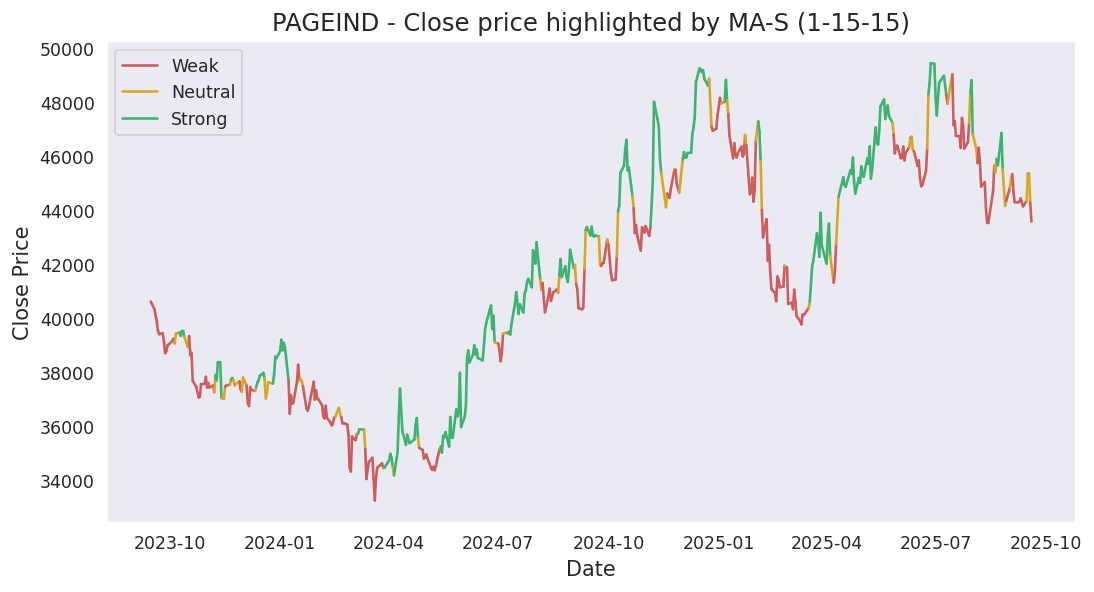 PAGEIND - Close price highlighted by MA-S (1-15-15)
50000
48000
46000
44000
42000
40000
38000
36000
34000
Close Price
Weak
Neutral
Strong
2023-10 2024-01 2024-04 2024-07 2024-10 2025-01 2025-04 2025-07 2025-10
Date